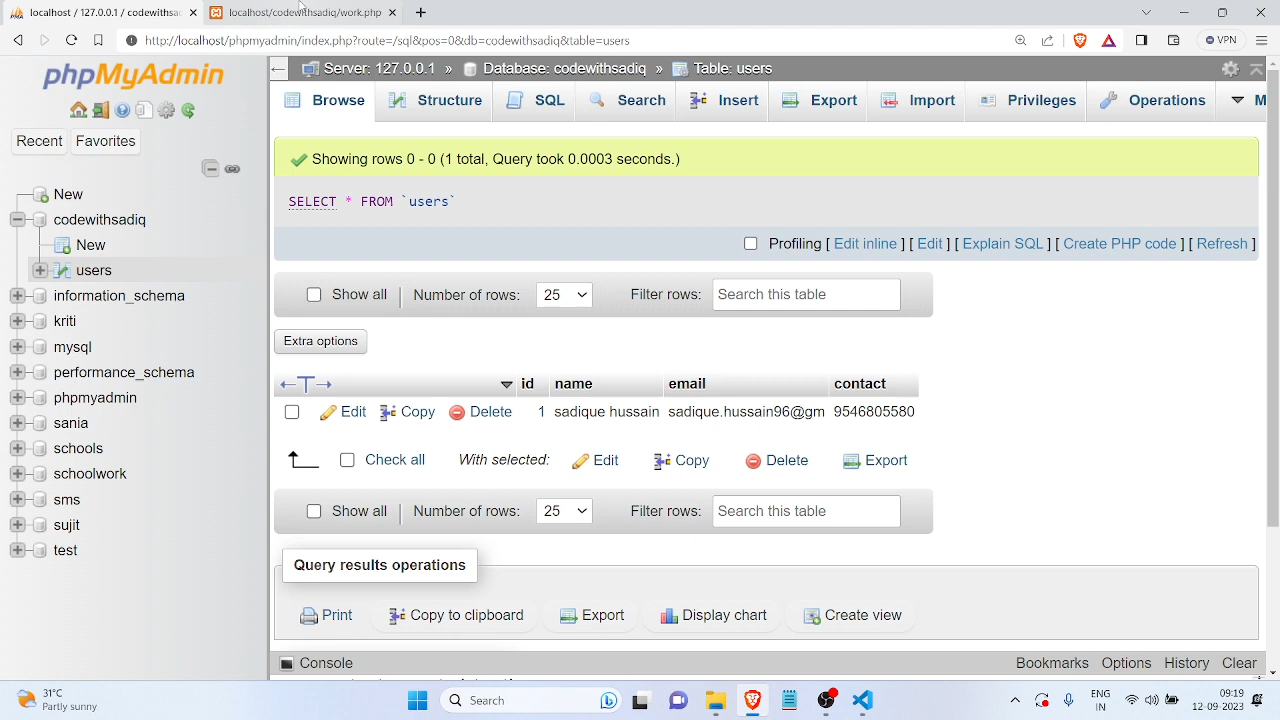 localhost / 127.0.0.1 / codewithsac
localhost/codewithsadiq/work.php
http://localhost/phpmyadmin/index.php?route=/sql&pos=0&db=codewithsadiq&table=users
VPN
phpMyAdmin
Recent
Favorites
New
codewithsadiq
New
users
information_schema
kriti
mysql
performance_schema
phpmyadmin
sania
schools
schoolwork
sms
sujit
test
Server: 127.0.0.1 » Database: codewithsadiq » Table: users
Browse Structure SQL Search Insert Export Import Privileges Operations M
Showing rows 0 - 0 (1 total, Query took 0.0003 seconds.)
SELECT * FROM `users`
Profiling [ Edit inline ] [ Edit ] [ Explain SQL ] [ Create PHP code ] [ Refresh ]
Show all Number of rows: 25 Filter rows: Search this table
Extra options
id name email contact
Edit Copy Delete 1 sadique hussain sadique.hussain96@gm 9546805580
Check all With selected: Edit Copy Delete Export
Show all Number of rows: 25 Filter rows: Search this table
Query results operations
Print Copy to clipboard Export Display chart Create view
Console Bookmarks Options History Clear
31°C
Partly sunny
Search
ENG
IN
09:19
12-09-2023